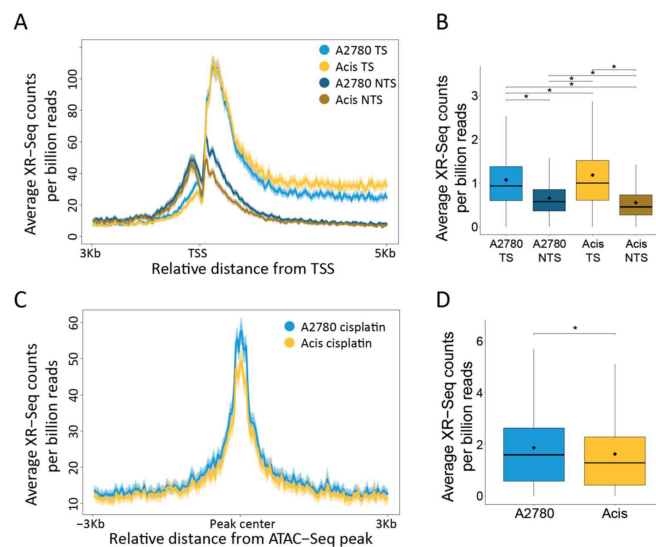 A
Average XR−Seq counts
per billion reads
0 20 40 60 80 100
A2780 TS
Acis TS
A2780 NTS
Acis NTS
3Kb TSS 5Kb
Relative distance from TSS
B
Average XR−Seq counts
per billion reads
3
2
1
0
* * * * * *
A2780 A2780 Acis Acis
TS NTS TS NTS
C
Average XR−Seq counts
per billion reads
10 20 30 40 50 60
A2780 cisplatin
Acis cisplatin
−3Kb Peak center 3Kb
Relative distance from ATAC−Seq peak
D
Average XR−Seq counts
per billion reads
6
4
2
0
*
A2780 Acis